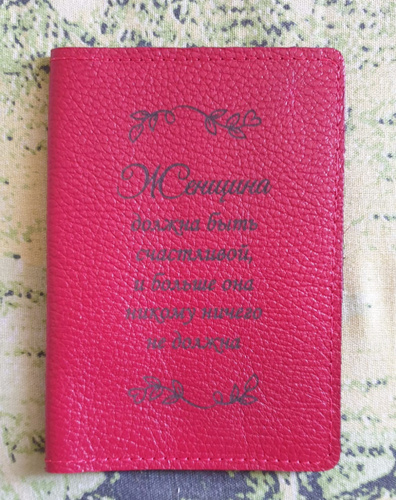 Женщина
должна быть
счастливой,
и больше она
никому ничего
не должна